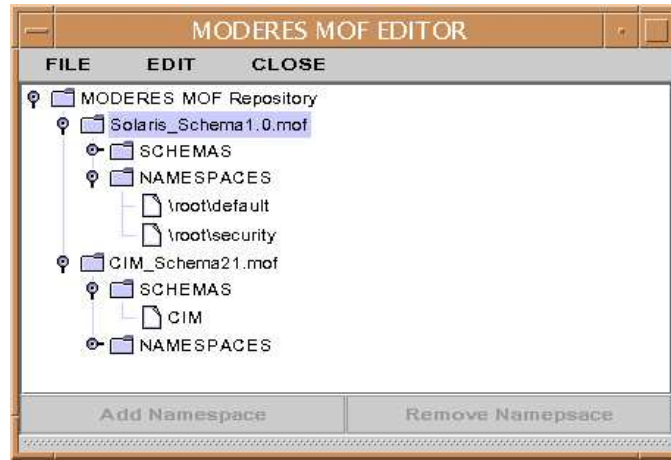 MODERES MOF EDITOR
FILE EDIT CLOSE
MODERES MOF Repository
Solaris_Schema1.0.mof
SCHEMAS
NAMESPACES
\root\default
\root\security
CIM_Schema21.mof
SCHEMAS
CIM
NAMESPACES
Add Namespace Remove Namepsace